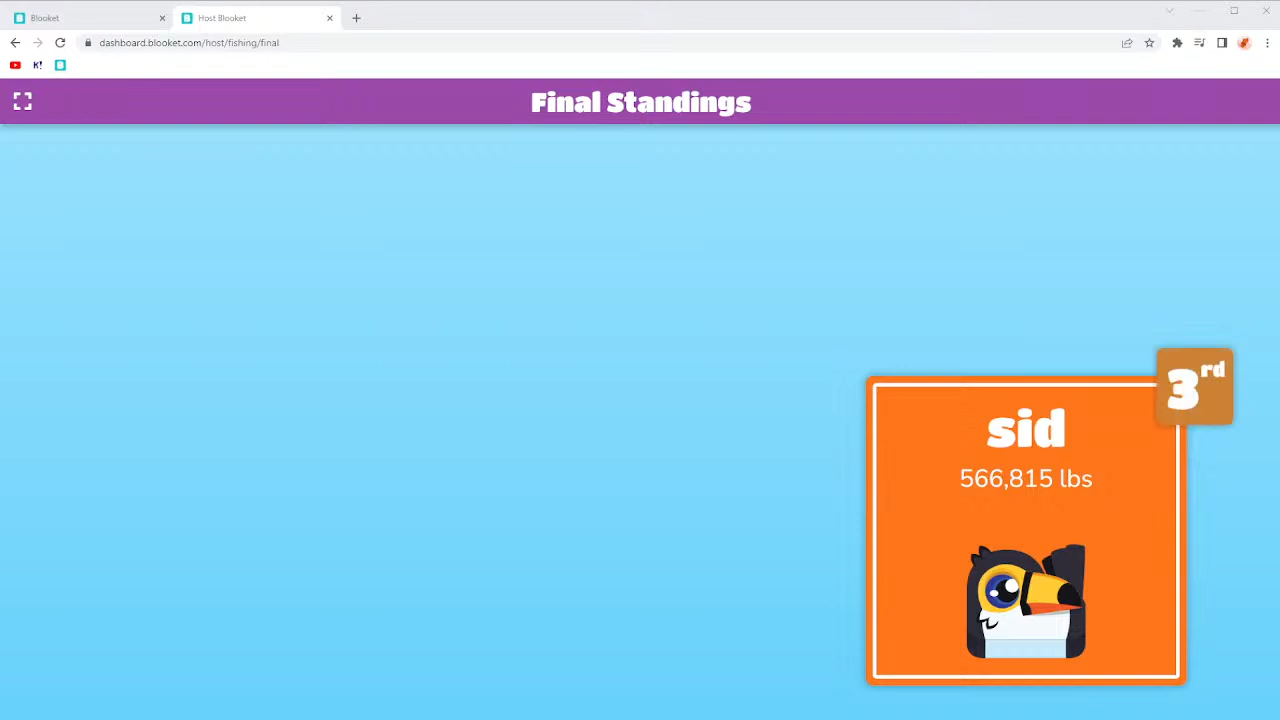 Blooket
Host Blooket
dashboard.blooket.com/host/fishing/final
K!
Final Standings
3rd
sid
566,815 lbs